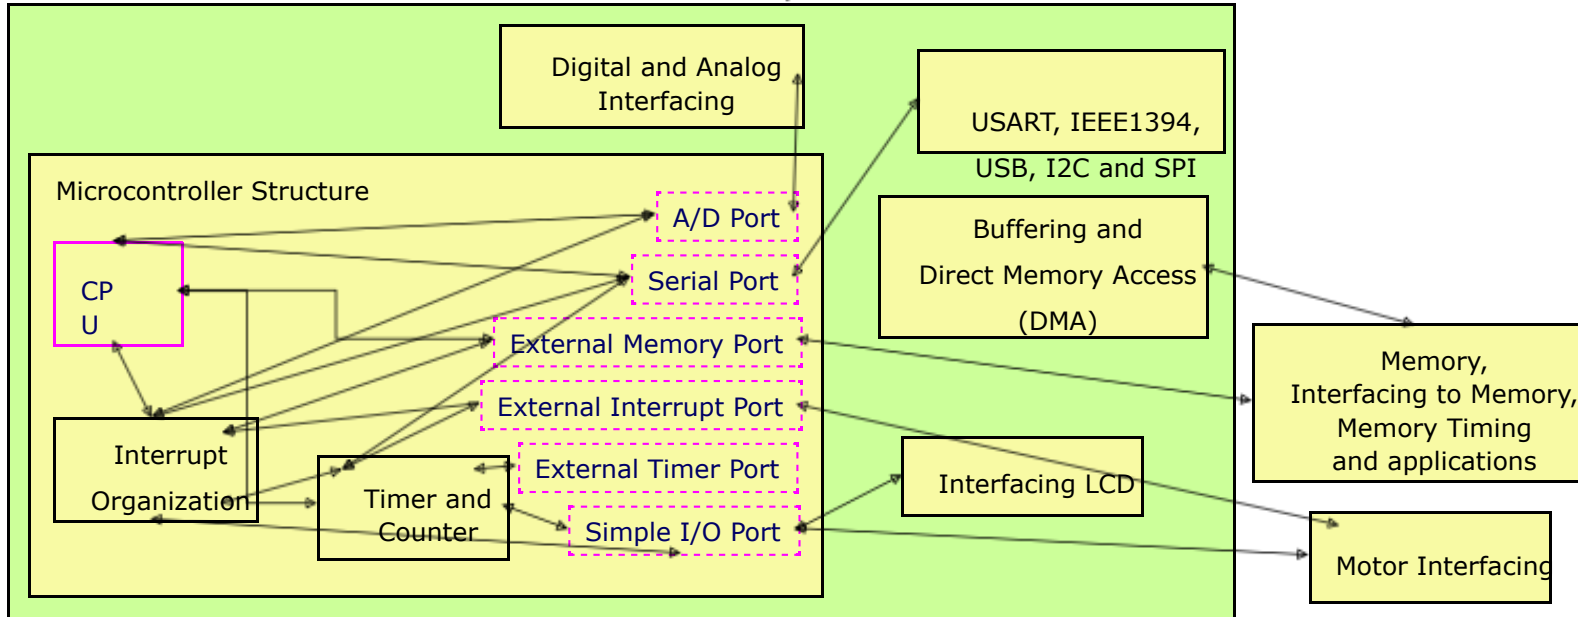 Digital and Analog
Interfacing
USART, IEEE1394,
USB, I2C and SPI
Microcontroller Structure
A/D Port
Buffering and
Direct Memory Access
(DMA)
Serial Port
CP
U
External Memory Port
Memory,
Interfacing to Memory,
Memory Timing
and applications
External Interrupt Port
Interrupt
Organization
External Timer Port
Interfacing LCD
Timer and
Counter
Simple I/O Port
Motor Interfacing